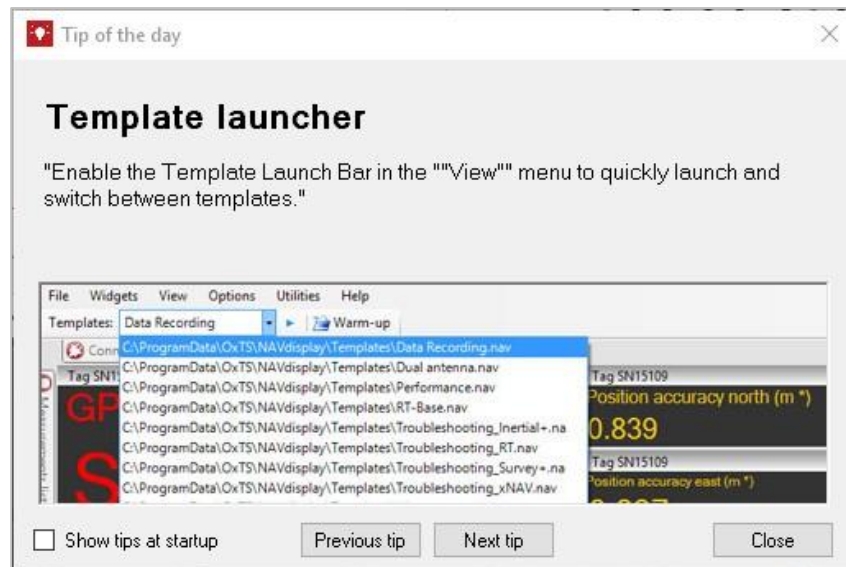 Tip of the day
Template launcher
"Enable the Template Launch Bar in the ""View"" menu to quickly launch and
switch between templates."
File Widgets View Options Utilities Help
Templates: Data Recording Warm-up
C:\ProgramData\OxTS\NAVdisplay\Templates\Data Recording.nav
C:\ProgramData\OxTS\NAVdisplay\Templates\Dual antenna.nav
Tag SN15109
C:\ProgramData\OxTS\NAVdisplay\Templates\Performance.nav
Position accuracy north (m *)
C:\ProgramData\OxTS\NAVdisplay\Templates\RT-Base.nav
0.839
C:\ProgramData\OxTS\NAVdisplay\Templates\Troubleshooting_Inertial+.na
C:\ProgramData\OxTS\NAVdisplay\Templates\Troubleshooting_RT.nav
C:\ProgramData\OxTS\NAVdisplay\Templates\Troubleshooting_Survey+.na
Tag SN15109
C:\ProgramData\OxTS\NAVdisplay\Templates\Troubleshooting_xNAV.nav
Position accuracy east (m *)
Measurements list
Show tips at startup
Previous tip
Next tip
Close